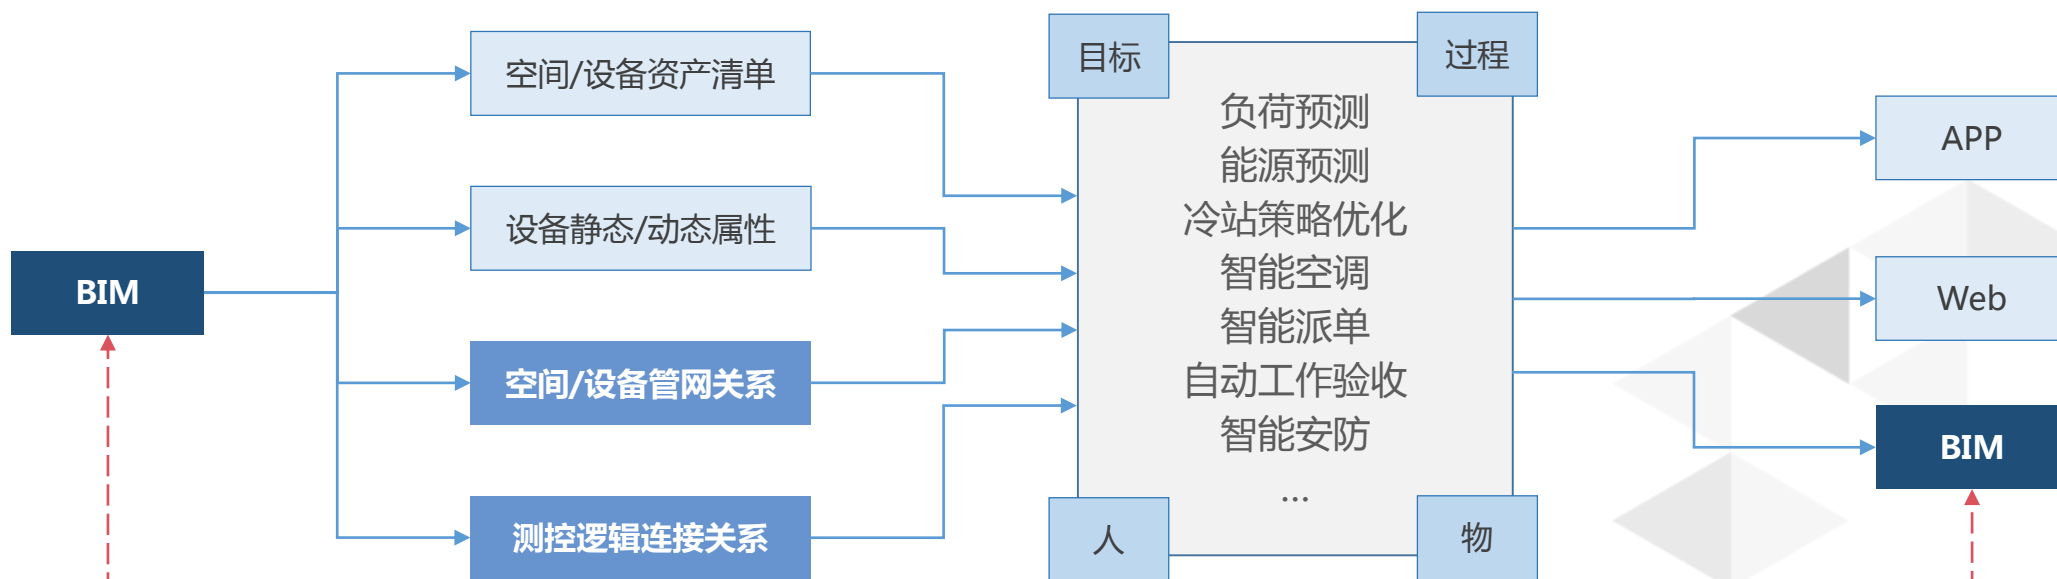 BIM
空间/设备资产清单
设备静态/动态属性
空间/设备管网关系
测控逻辑连接关系
目标
过程
负荷预测
能源预测
冷站策略优化
智能空调
智能派单
自动工作验收
智能安防
...
人
物
APP
Web
BIM